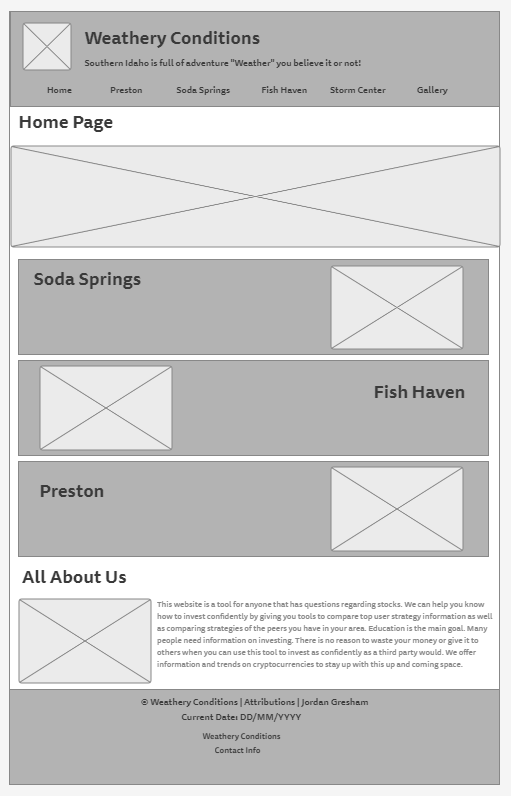 Weathery Conditions
Southern Idaho is full of adventure "Weather" you believe it or not!
Home Preston Soda Springs Fish Haven Storm Center Gallery
Home Page
Soda Springs
Fish Haven
Preston
All About Us
This website is a tool for anyone that has questions regarding stocks. We can help you know
how to invest confidently by giving you tools to compare top user strategy information as well
as comparing strategies of the peers you have in your area. Education is the main goal. Many
people need information on investing. There is no reason to waste your money or give it to
others when you can use this tool to invest as confidently as a third party would. We offer
information and trends on cryptocurrencies to stay up with this up and coming space.
© Weathery Conditions | Attributions | Jordan Gresham
Current Date: DD/MM/YYYY
Weathery Conditions
Contact Info